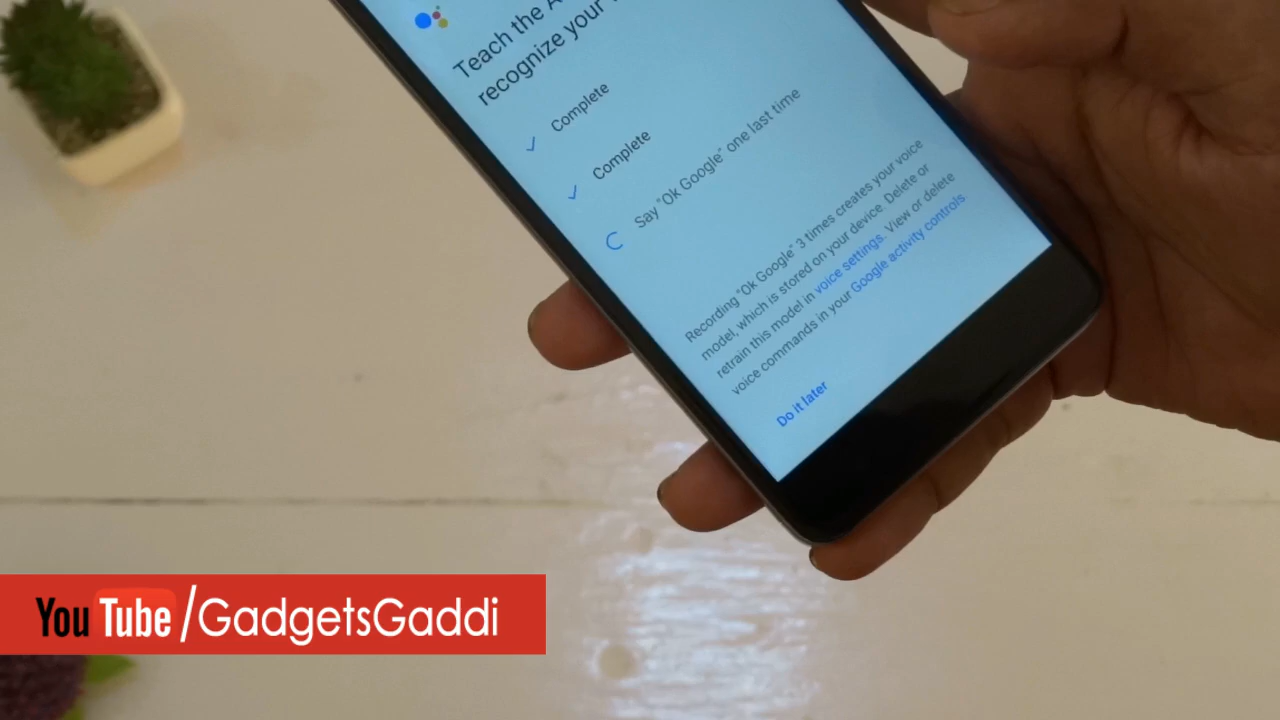 Teach the A
recognize your
Complete
Complete
Say "Ok Google" one last time
Recording "Ok Google" 3 times creates your voice
model, which is stored on your device. Delete or
retrain this model in voice settings. View or delete
voice commands in your Google activity controls.
Do it later
YouTube/GadgetsGaddi